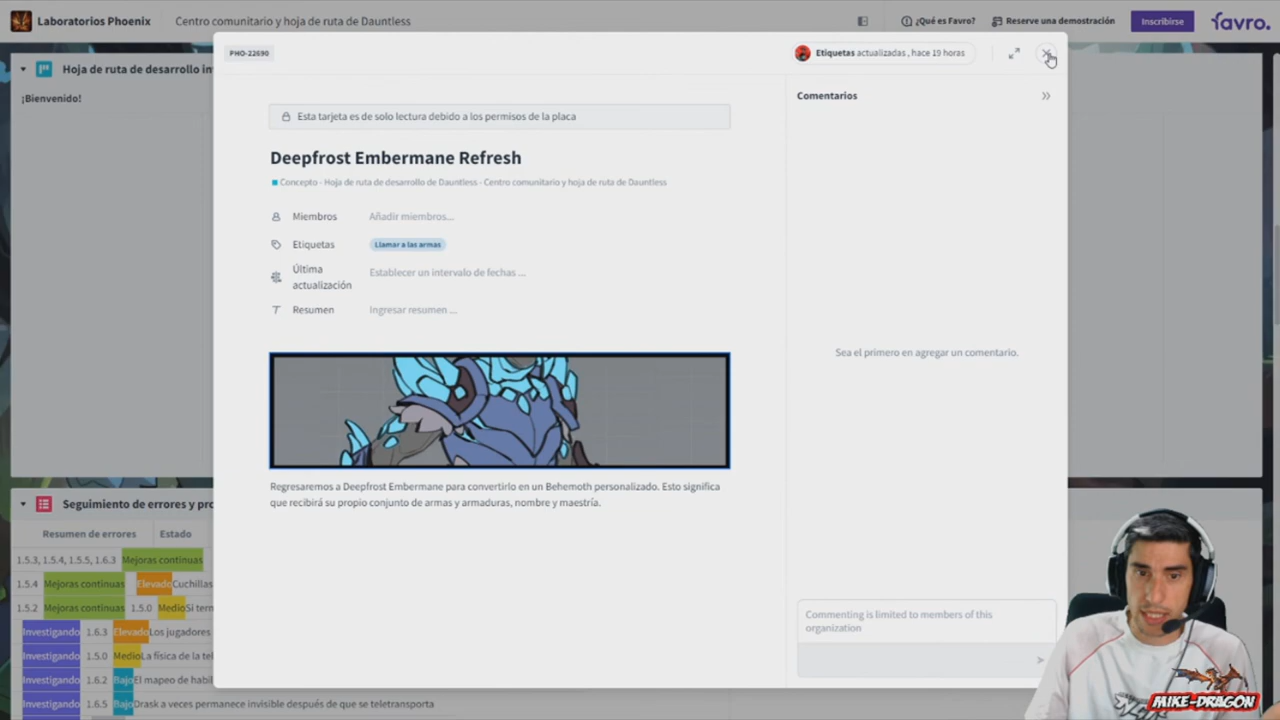 Laboratorios Phoenix
Centro comunitario y hoja de ruta de Dauntless
¿Qué es Favro?
Reserve una demostración
Inscribirse
favro.
Hoja de ruta de desarrollo in
¡Bienvenido!
PHO-22690
Etiquetas actualizadas , hace 19 horas
Esta tarjeta es de solo lectura debido a los permisos de la placa
Deepfrost Embermane Refresh
Concepto - Hoja de ruta de desarrollo de Dauntless - Centro comunitario y hoja de ruta de Dauntless
Miembros Añadir miembros...
Etiquetas Llamar a las armas
Última
actualización
Establecer un intervalo de fechas ...
Resumen Ingresar resumen ...
Regresaremos a Deepfrost Embermane para convertirlo en un Behemoth personalizado. Esto significa
que recibirá su propio conjunto de armas y armaduras, nombre y maestría.
Comentarios
Sea el primero en agregar un comentario.
Commenting is limited to members of this
organization
Seguimiento de errores y pro
Resumen de errores Estado
1.5.3, 1.5.4, 1.5.5, 1.6.3 Mejoras continuas
1.5.4 Mejoras continuas Elevado Cuchillas
1.5.2 Mejoras continuas 1.5.0 Medio Si tern
Investigando 1.6.3 Elevado Los jugadores
Investigando 1.5.0 Medio La física de la tel
Investigando 1.6.2 Bajo El mapeo de habil
Investigando 1.6.5 Bajo Drask a veces permanece invisible después de que se teletransporta
MIKE-DRAGON